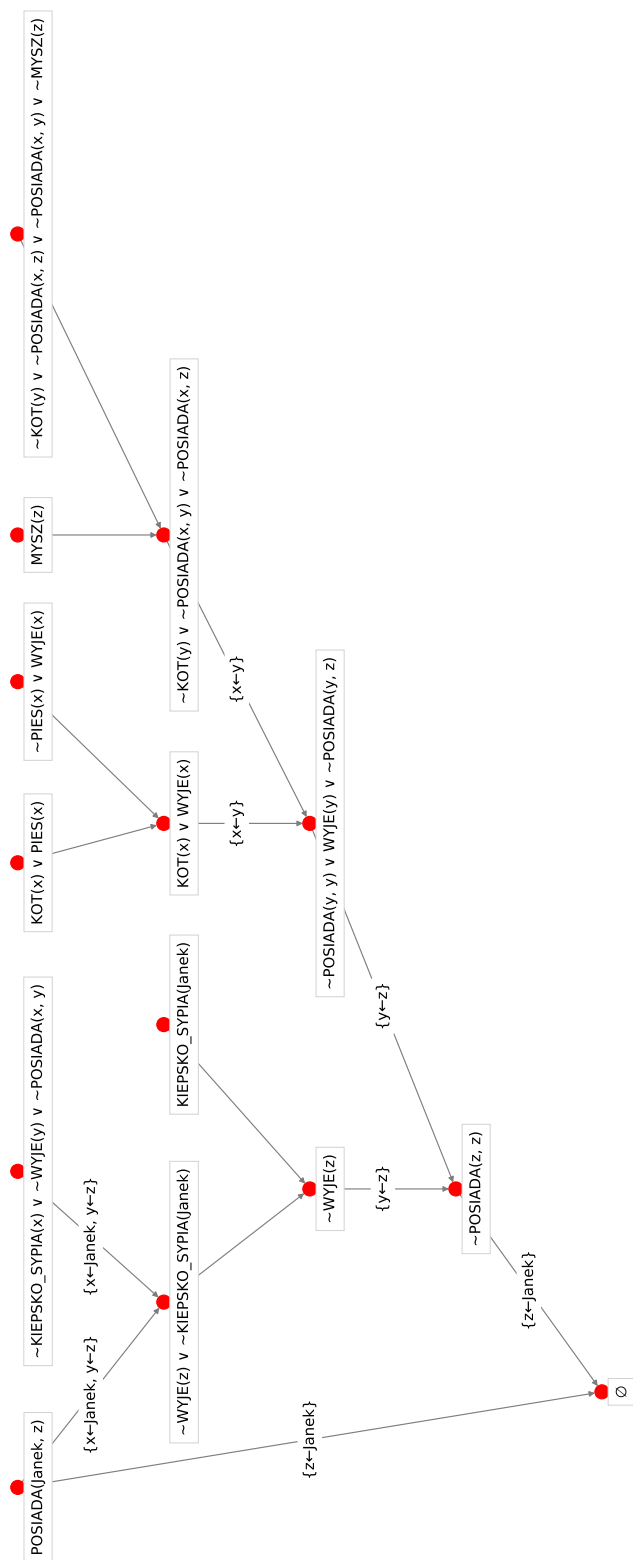 ~KOT(y) ∨ ~POSIADA(x, z) ∨ ~POSIADA(x, y) ∨ ~MYSZ(z)
MYSZ(z)
~PIES(x) ∨ WYJE(x)
KOT(x) ∨ PIES(x)
~KIEPSKO_SYPIA(x) ∨ ~WYJE(y) ∨ ~POSIADA(x, y)
POSIADA(Janek, z)
{x←Janek, y←z}
{x←Janek, y←z}
~KOT(y) ∨ ~POSIADA(x, y) ∨ ~POSIADA(x, z)
KOT(x) ∨ WYJE(x)
KIEPSKO_SYPIA(Janek)
~WYJE(z) ∨ ~KIEPSKO_SYPIA(Janek)
{x←y}
{x←y}
{z←Janek}
~POSIADA(y, y) ∨ WYJE(y) ∨ ~POSIADA(y, z)
~WYJE(z)
{y←z}
{y←z}
~POSIADA(z, z)
{z←Janek}
∅